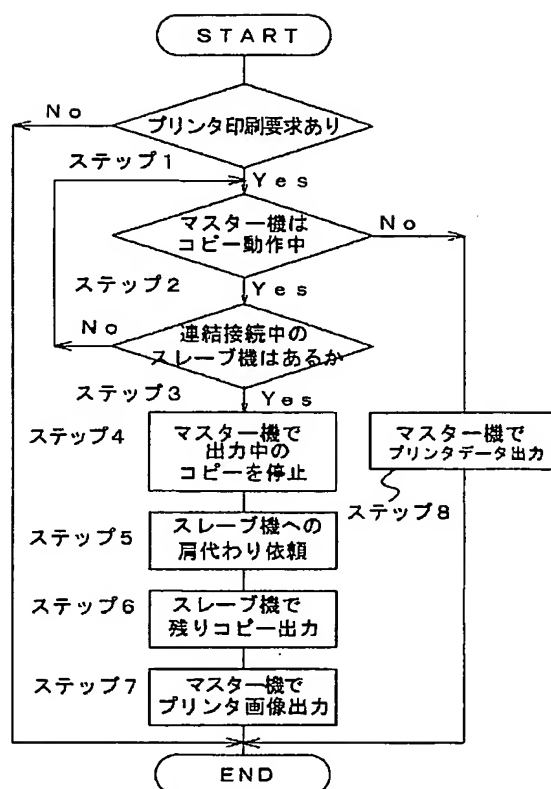 START
No
プリンタ印刷要求あり
ステップ1
Yes
マスター機は
コピー動作中
No
ステップ2
Yes
No
連結接続中の
スレーブ機はあるか
ステップ3
Yes
ステップ4
マスター機で
出力中の
コピーを停止
マスター機で
プリンタデータ出力
ステップ8
ステップ5
スレーブ機への
肩代わり依頼
ステップ6
スレーブ機で
残りコピー出力
ステップ7
マスター機で
プリンタ画像出力
END